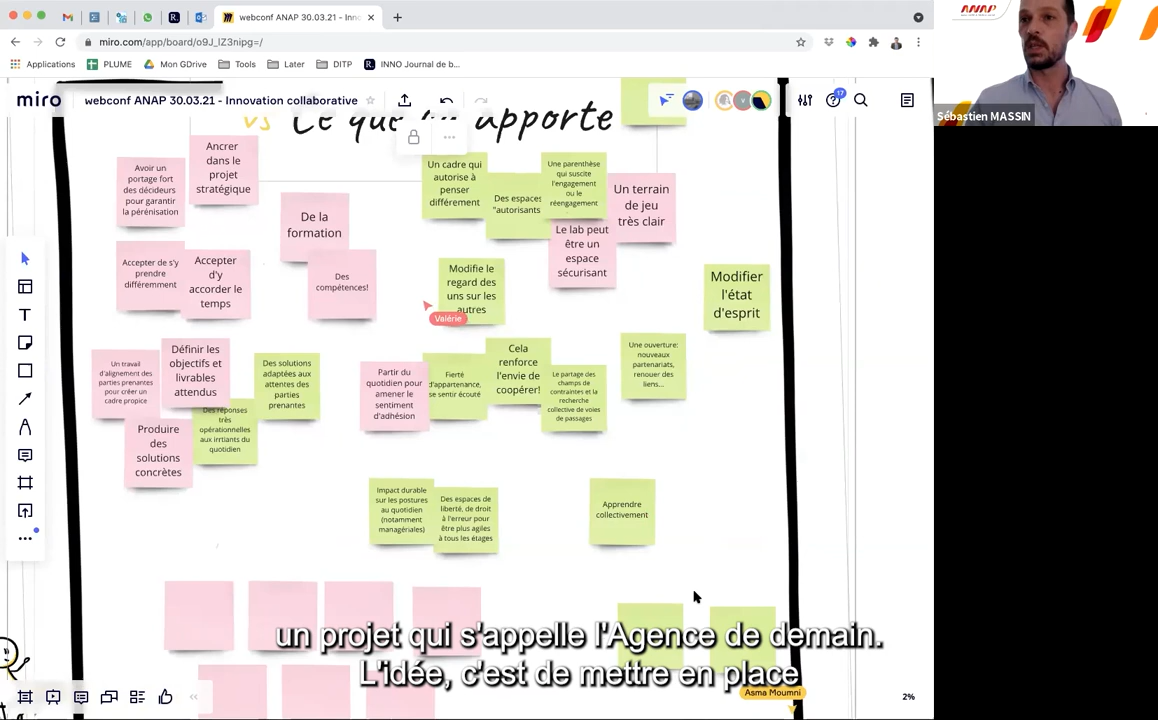 webconf ANAP 30.03.21 - Inno
miro.com/app/board/o9J_lZ3nipg=/
Applications
PLUME
Mon GDrive
Tools
Later
DITP
INNO Journal de b...
miro
webconf ANAP 30.03.21 - Innovation collaborative
17
ANAP
Sébastien MASSIN
vs Ce que
apporte
Avoir un
portage fort
des décideurs
pour garantir
la pérénisation
Ancrer
dans le
projet
stratégique
De la
formation
Accepter de s'y
prendre
différemment
Accepter
d'y
accorder le
temps
Des
compétences!
Un cadre qui
autorise à
penser
différement
Des espaces
"autorisants
Une parenthèse
qui suscite
l'engagement
ou le
réengagement
Un terrain
de jeu
très clair
Le lab peut
être un
espace
sécurisant
Modifie le
regard des
uns sur les
autres
Valérie
Modifier
l'état
d'esprit
Un travail
d'alignement des
parties prenantes
pour créer un
cadre propice
Définir les
objectifs et
livrables
attendus
Des solutions
adaptées aux
attentes des
parties
prenantes
Des réponses
très
opérationnelles
aux irrtiants
du quotidien
Produire
des
solutions
concrètes
Partir du
quotidien pour
amener le
sentiment
d'adhésion
Fierté
d'appartenance,
se sentir écouté
Cela
renforce
l'envie de
coopérer!
Le partage des
champs de
contraintes et la
recherche
collective de voies
de passages
Une ouverture:
nouveaux
partenariats,
renouer des
liens...
Impact durable
sur les postures
au quotidien
(notamment
managériales)
Des espaces de
liberté, de droit
à l'erreur pour
être plus agiles
à tous les étages
Apprendre
collectivement
un projet qui s'appelle l'Agence de demain.
L'idée, c'est de mettre en place
Asma Moumni
2%